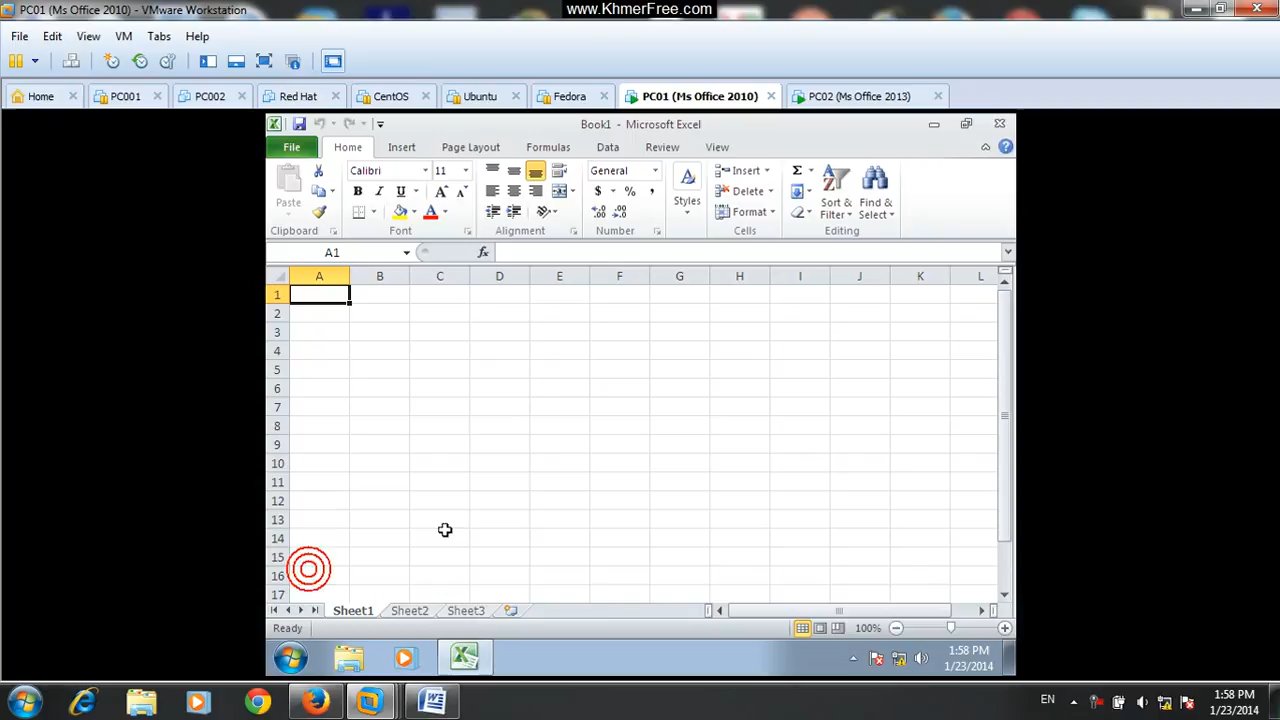 www.KhmerFree.com
PC01 (Ms Office 2010) - VMware Workstation
File Edit View VM Tabs Help
Home PC001 PC002 Red Hat CentOS Ubuntu Fedora PC01 (Ms Office 2010) PC02 (Ms Office 2013)
Book1 - Microsoft Excel
File Home Insert Page Layout Formulas Data Review View
Calibri 11 General Σ Insert
Paste B I U A A $ % , Styles Delete Sort & Filter Find & Select
A Format
Clipboard Font Alignment Number Cells Editing
A1 fx
A B C D E F G H I J K L
1
2
3
4
5
6
7
8
9
10
11
12
13
14
15
16
17
Sheet1 Sheet2 Sheet3
Ready 100%
1:58 PM
1/23/2014
EN 1:58 PM
1/23/2014